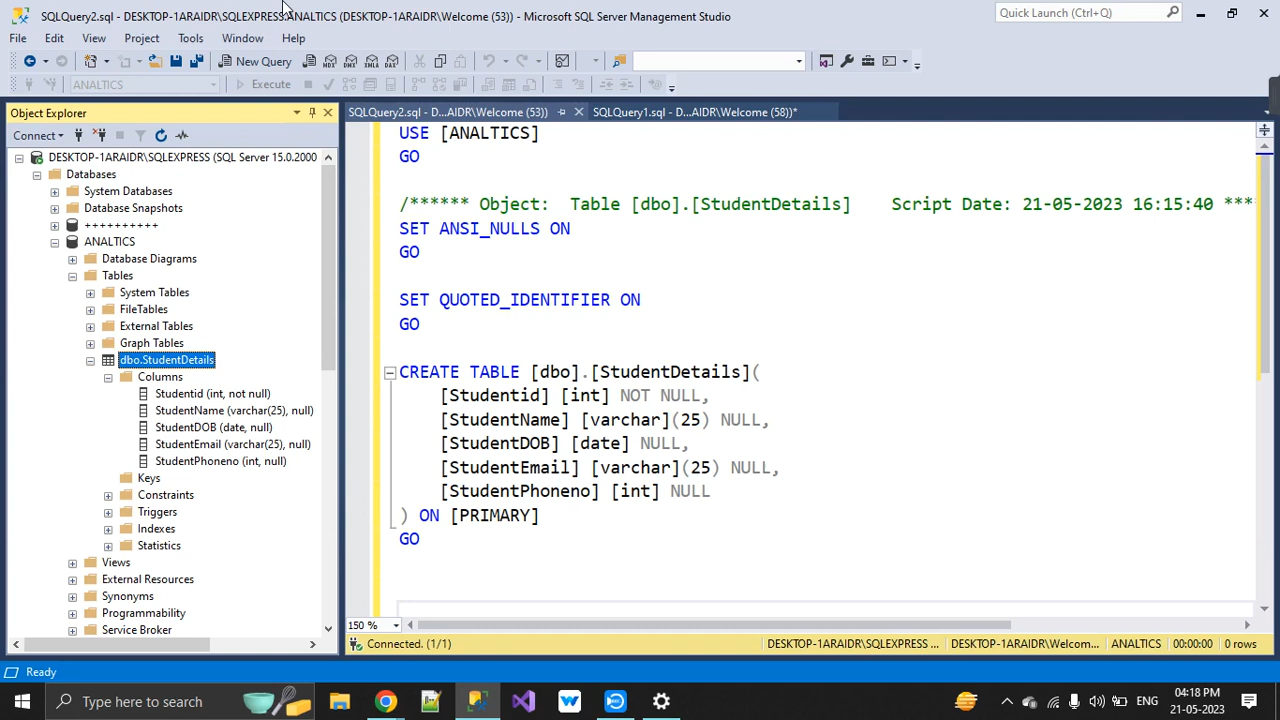 SQLQuery2.sql - DESKTOP-1ARAIDR\SQLEXPRESS.ANALTICS (DESKTOP-1ARAIDR\Welcome (53)) - Microsoft SQL Server Management Studio
Quick Launch (Ctrl+Q)
File Edit View Project Tools Window Help
New Query
MDX DMX XMLA DAX
ANALTICS
Execute
Object Explorer
Connect
DESKTOP-1ARAIDR\SQLEXPRESS (SQL Server 15.0.2000
Databases
System Databases
Database Snapshots
++++++++++
ANALTICS
Database Diagrams
Tables
System Tables
FileTables
External Tables
Graph Tables
dbo.StudentDetails
Columns
Studentid (int, not null)
StudentName (varchar(25), null)
StudentDOB (date, null)
StudentEmail (varchar(25), null)
StudentPhoneno (int, null)
Keys
Constraints
Triggers
Indexes
Statistics
Views
External Resources
Synonyms
Programmability
Service Broker
SQLQuery2.sql - D...AIDR\Welcome (53))
SQLQuery1.sql - D...AIDR\Welcome (58))*
USE [ANALTICS]
GO
/****** Object:  Table [dbo].[StudentDetails]    Script Date: 21-05-2023 16:15:40 ****
SET ANSI_NULLS ON
GO
SET QUOTED_IDENTIFIER ON
GO
CREATE TABLE [dbo].[StudentDetails](
[Studentid] [int] NOT NULL,
[StudentName] [varchar](25) NULL,
[StudentDOB] [date] NULL,
[StudentEmail] [varchar](25) NULL,
[StudentPhoneno] [int] NULL
) ON [PRIMARY]
GO
150 %
Connected. (1/1)
DESKTOP-1ARAIDR\SQLEXPRESS ...
DESKTOP-1ARAIDR\Welcom...
ANALTICS
00:00:00
0 rows
Ready
Type here to search
ENG
04:18 PM
21-05-2023